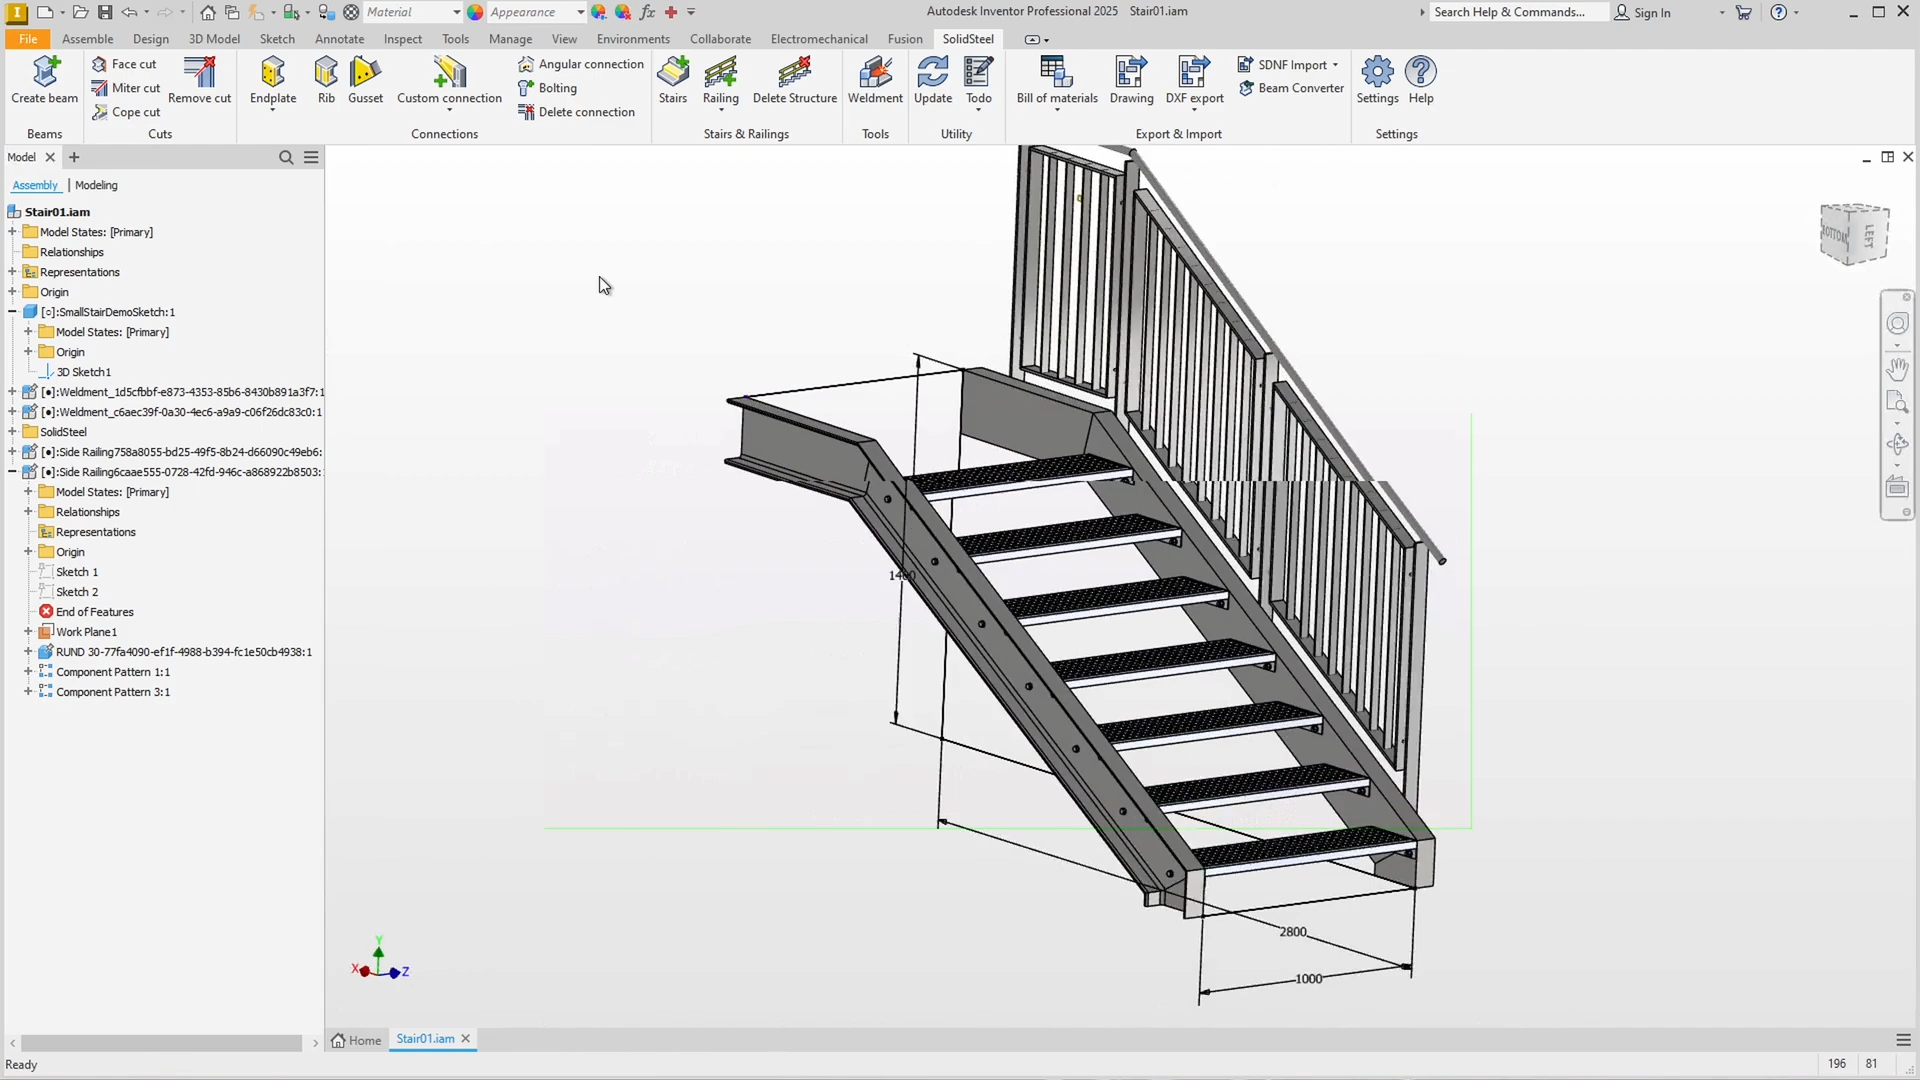 Material
Appearance
Autodesk Inventor Professional 2025 Stair01.iam
Search Help & Commands...
Sign In
File
Assemble
Design
3D Model
Sketch
Annotate
Inspect
Tools
Manage
View
Environments
Collaborate
Electromechanical
Fusion
SolidSteel
Create beam
Face cut
Miter cut
Cope cut
Remove cut
Endplate
Rib
Gusset
Custom connection
Angular connection
Bolting
Delete connection
Stairs
Railing
Delete Structure
Weldment
Update
Todo
Bill of materials
Drawing
DXF export
SDNF Import
Beam Converter
Settings
Help
Beams
Cuts
Connections
Stairs & Railings
Tools
Utility
Export & Import
Settings
Model
Assembly
Modeling
Stair01.iam
Model States: [Primary]
Relationships
Representations
Origin
[○]:SmallStairDemoSketch:1
Model States: [Primary]
Origin
3D Sketch1
[●]:Weldment_1d5cfbbf-e873-4353-85b6-8430b891a3f7:1
[●]:Weldment_c6aec39f-0a30-4ec6-a9a9-c06f26dc83c0:1
SolidSteel
[●]:Side Railing758a8055-bd25-49f5-8b24-d66090c49eb6:
[●]:Side Railing6caae555-0728-42fd-946c-a868922b8503:
Model States: [Primary]
Relationships
Representations
Origin
Sketch 1
Sketch 2
End of Features
Work Plane1
RUND 30-77fa4090-ef1f-4988-b394-fc1e50cb4938:1
Component Pattern 1:1
Component Pattern 3:1
BOTTOM
LEFT
1400
2800
1000
Y
X
Z
Home
Stair01.iam
Ready
196
81